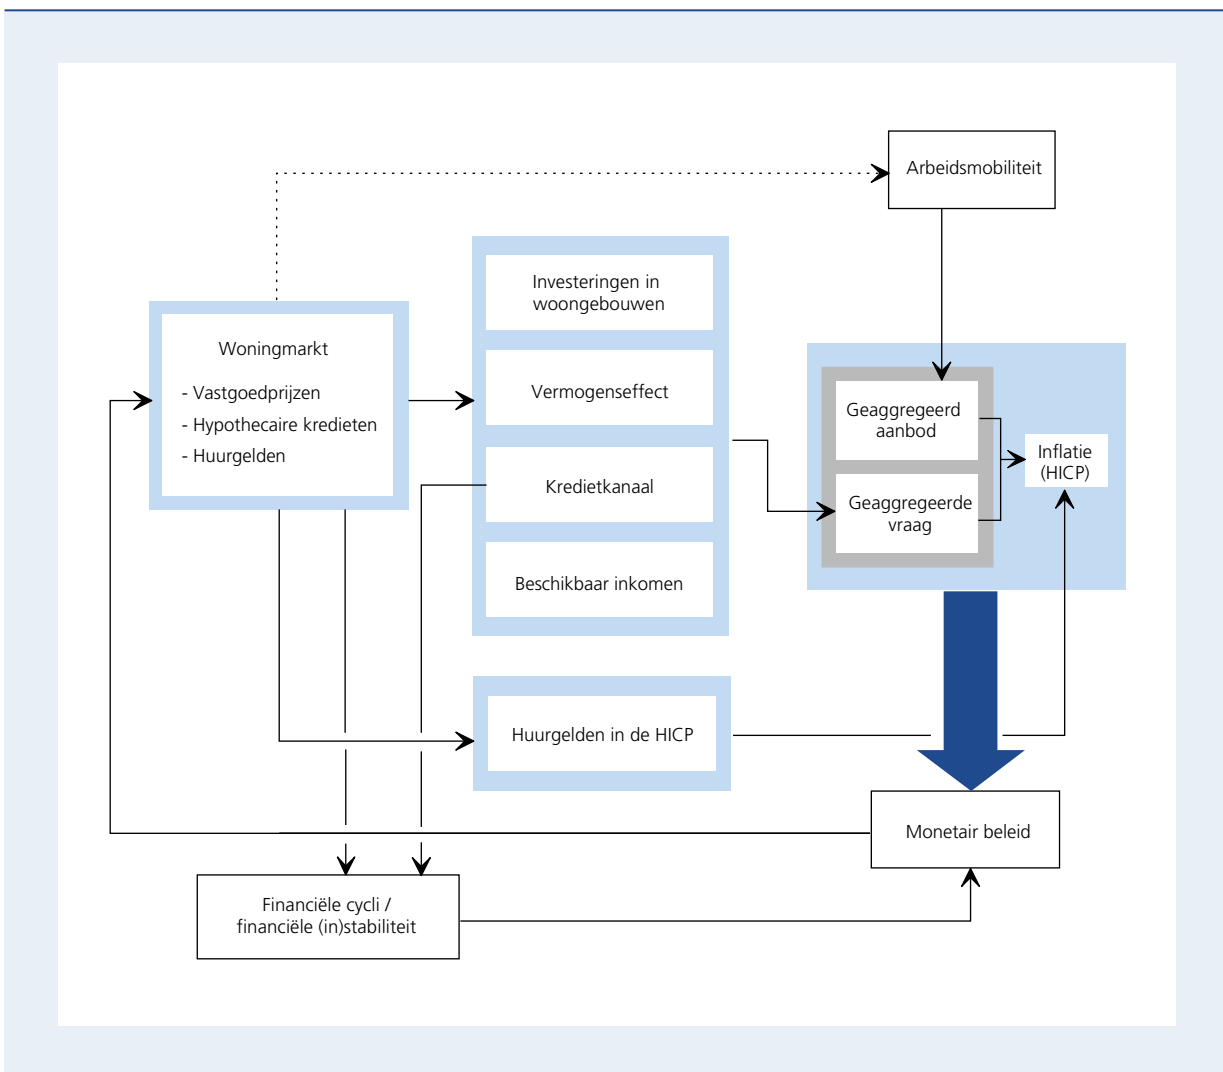 Arbeidsmobiliteit
Investeringen in
woongebouwen
Woningmarkt
- Vastgoedprijzen
- Hypothecaire kredieten
- Huurgelden
Vermogenseffect
Kredietkanaal
Beschikbaar inkomen
Geaggregeerd
aanbod
Geaggregeerde
vraag
Inflatie
(HICP)
Huurgelden in de HICP
Monetair beleid
Financiële cycli /
financiële (in)stabiliteit